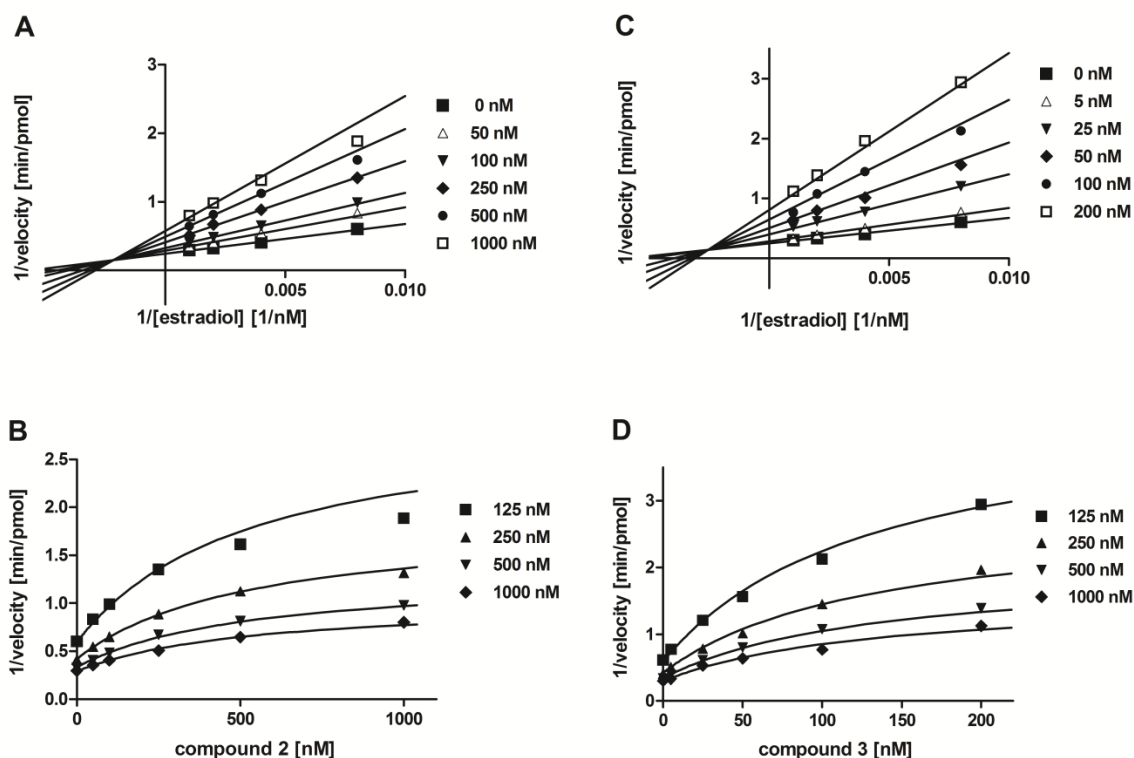 A
1/velocity [min/pmol]
3
2
1
0.005
0.010
1/[estradiol] [1/nM]
0 nM
50 nM
100 nM
250 nM
500 nM
1000 nM
C
1/velocity [min/pmol]
3
2
1
0.005
0.010
1/[estradiol] [1/nM]
0 nM
5 nM
25 nM
50 nM
100 nM
200 nM
B
1/velocity [min/pmol]
2.5
2.0
1.5
1.0
0.5
0.0
0
500
1000
compound 2 [nM]
125 nM
250 nM
500 nM
1000 nM
D
1/velocity [min/pmol]
3
2
1
0
0
50
100
150
200
compound 3 [nM]
125 nM
250 nM
500 nM
1000 nM